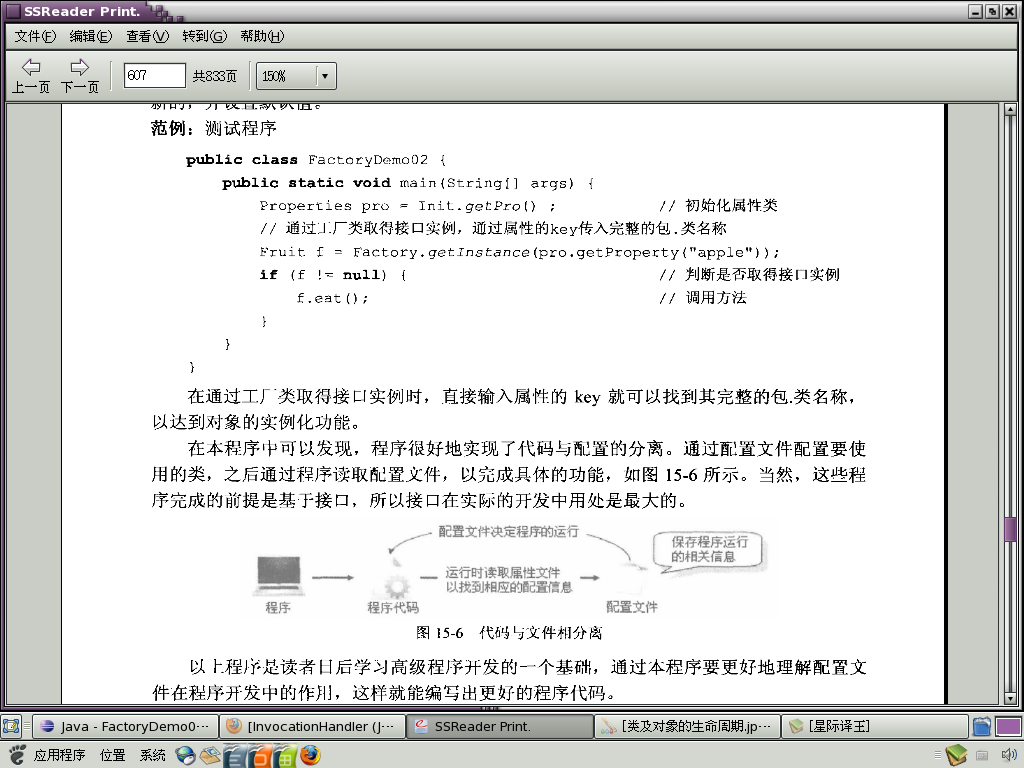 SSReader Print.
文件(F) 编辑(E) 查看(V) 转到(G) 帮助(H)
上一页 下一页 607 共833页 150%
新的，并设置默认值。
范例：测试程序
public class FactoryDemo02 {
public static void main(String[] args) {
Properties pro = Init.getPro() ; // 初始化属性类
// 通过工厂类取得接口实例，通过属性的key传入完整的包.类名称
Fruit f = Factory.getInstance(pro.getProperty("apple"));
if (f != null) { // 判断是否取得接口实例
f.eat(); // 调用方法
}
}
}
在通过工厂类取得接口实例时，直接输入属性的 key 就可以找到其完整的包.类名称，
以达到对象的实例化功能。
在本程序中可以发现，程序很好地实现了代码与配置的分离。通过配置文件配置要使
用的类，之后通过程序读取配置文件，以完成具体的功能，如图 15-6 所示。当然，这些程
序完成的前提是基于接口，所以接口在实际的开发中用处是最大的。
配置文件决定程序的运行
保存程序运行
的相关信息
运行时读取属性文件
以找到相应的配置信息
程序 程序代码 配置文件
图 15-6 代码与文件相分离
以上程序是读者日后学习高级程序开发的一个基础，通过本程序要更好地理解配置文
件在程序开发中的作用，这样就能编写出更好的程序代码。
Java - FactoryDemo0··· [InvocationHandler (J··· SSReader Print. [类及对象的生命周期.jp··· [星际译王]
应用程序 位置 系统